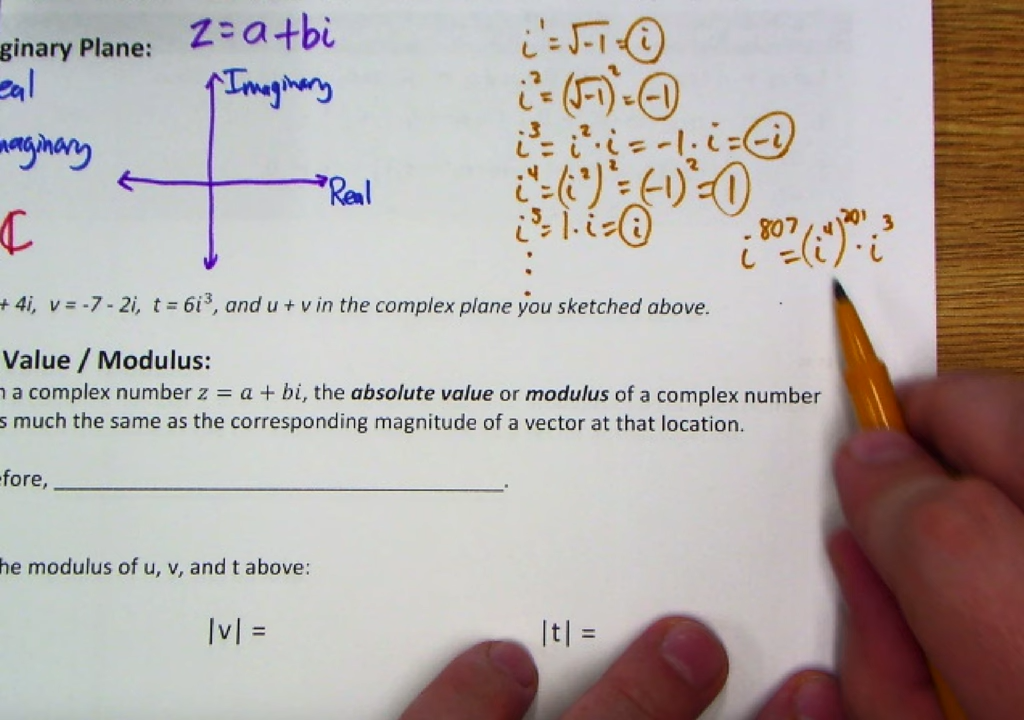 ginary Plane: z = a + bi
eal
Imaginary
maginary
Real
ℂ
i¹ = √-1 = i
i² = (√-1)² = -1
i³ = i² · i = -1 · i = -i
i⁴ = (i²)² = (-1)² = 1
i⁵ = 1 · i = i
⋮
i⁸⁰⁷ = (i⁴)²⁰¹ · i³
+ 4i, v = -7 - 2i, t = 6i³, and u + v in the complex plane you sketched above.
Value / Modulus:
a complex number z = a + bi, the absolute value or modulus of a complex number
s much the same as the corresponding magnitude of a vector at that location.
fore, ______________________________.
he modulus of u, v, and t above:
|v| =
|t| =